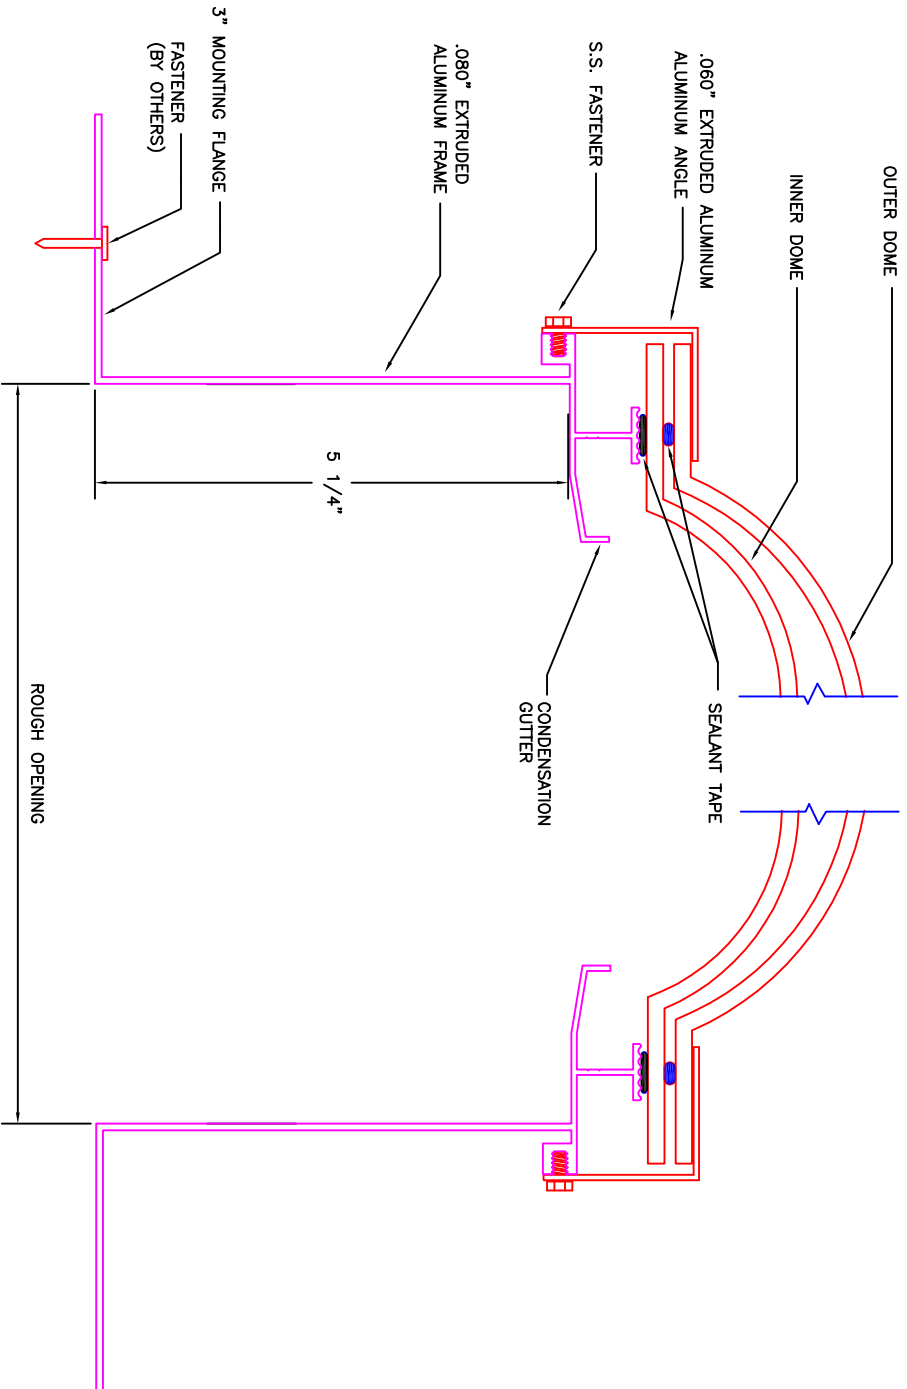 OUTER DOME
INNER DOME
.060" EXTRUDED ALUMINUM
ALUMINUM ANGLE
S.S. FASTENER
.080" EXTRUDED
ALUMINUM FRAME
3" MOUNTING FLANGE
FASTENER
(BY OTHERS)
5 1/4"
SEALANT TAPE
CONDENSATION
GUTTER
ROUGH OPENING